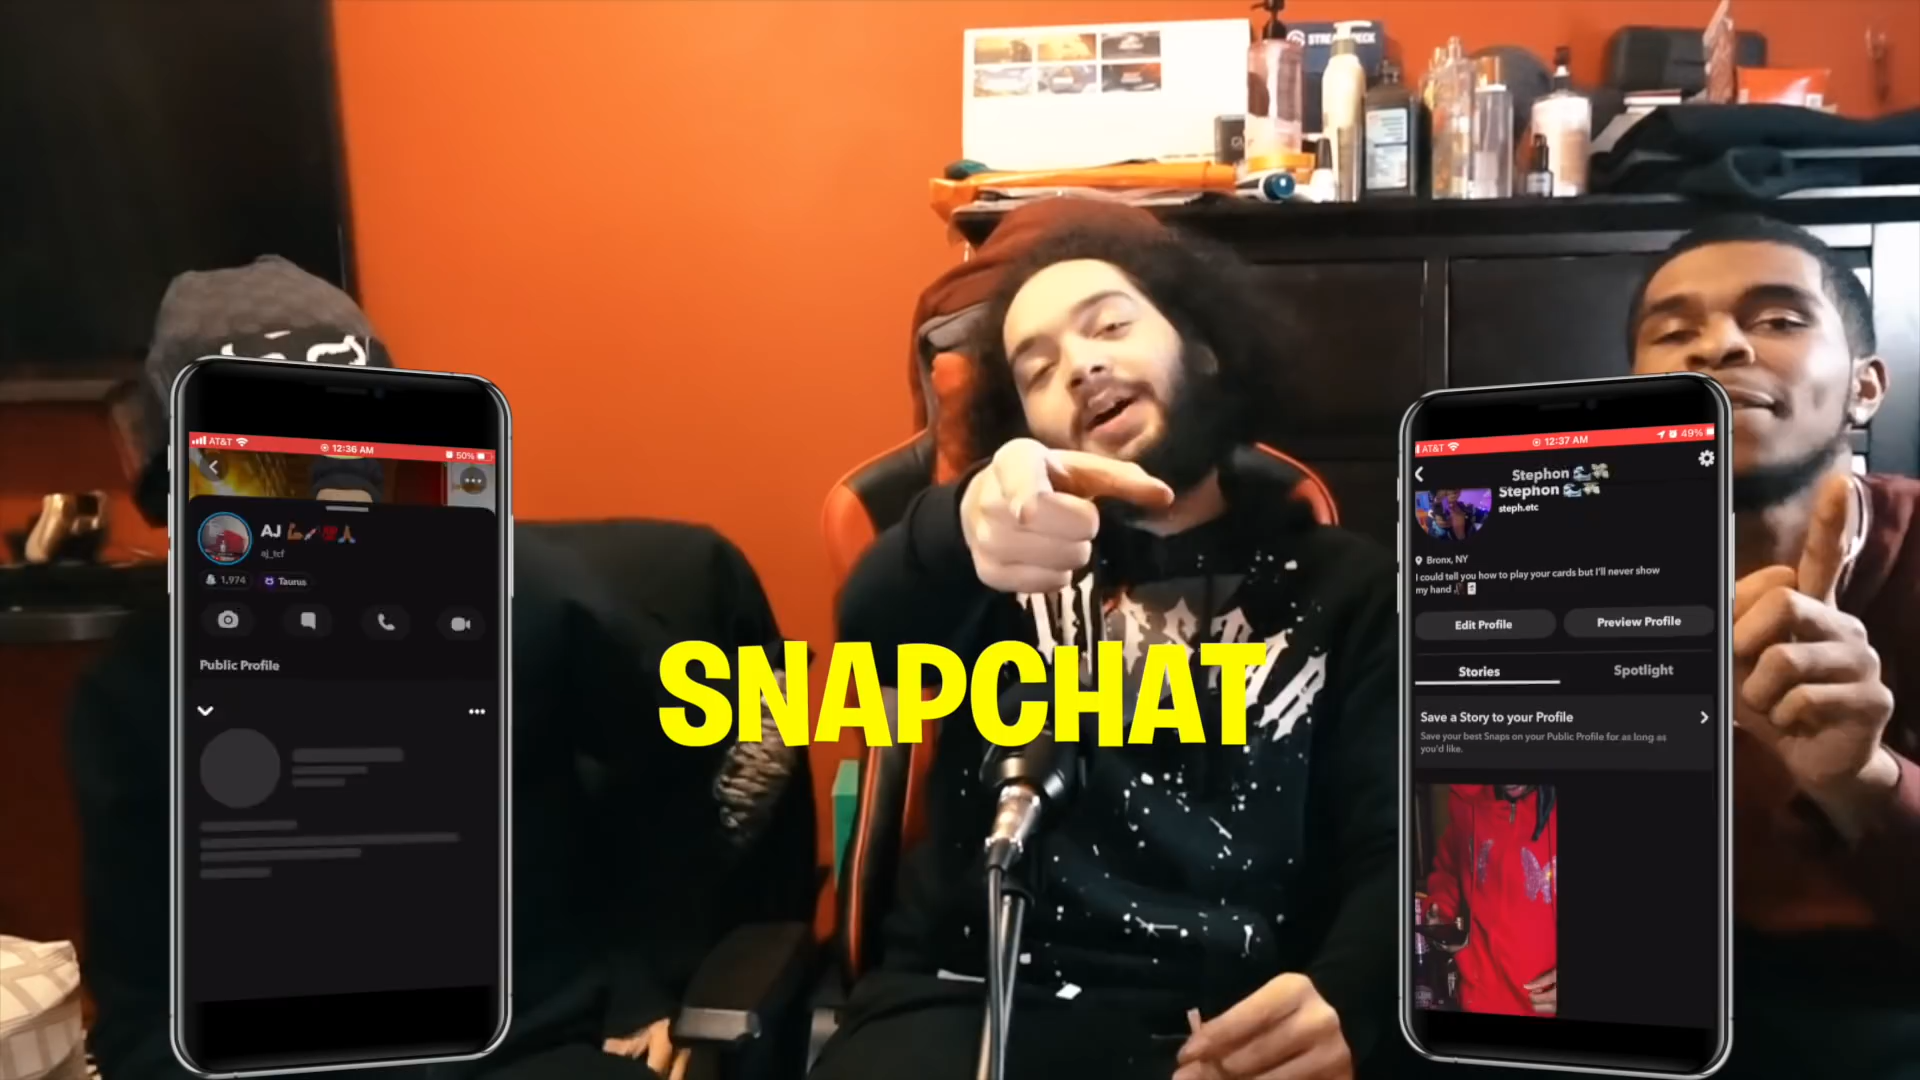 STREAM DECK
AT&T
12:36 AM
50%
AJ
aj_tcf
1,974
Taurus
Public Profile
SNAPCHAT
AT&T
12:37 AM
49%
Stephon
Stephon
steph.etc
Bronx, NY
I could tell you how to play your cards but I'll never show
my hand
Edit Profile
Preview Profile
Stories
Spotlight
Save a Story to your Profile
Save your best Snaps on your Public Profile for as long as
you'd like.